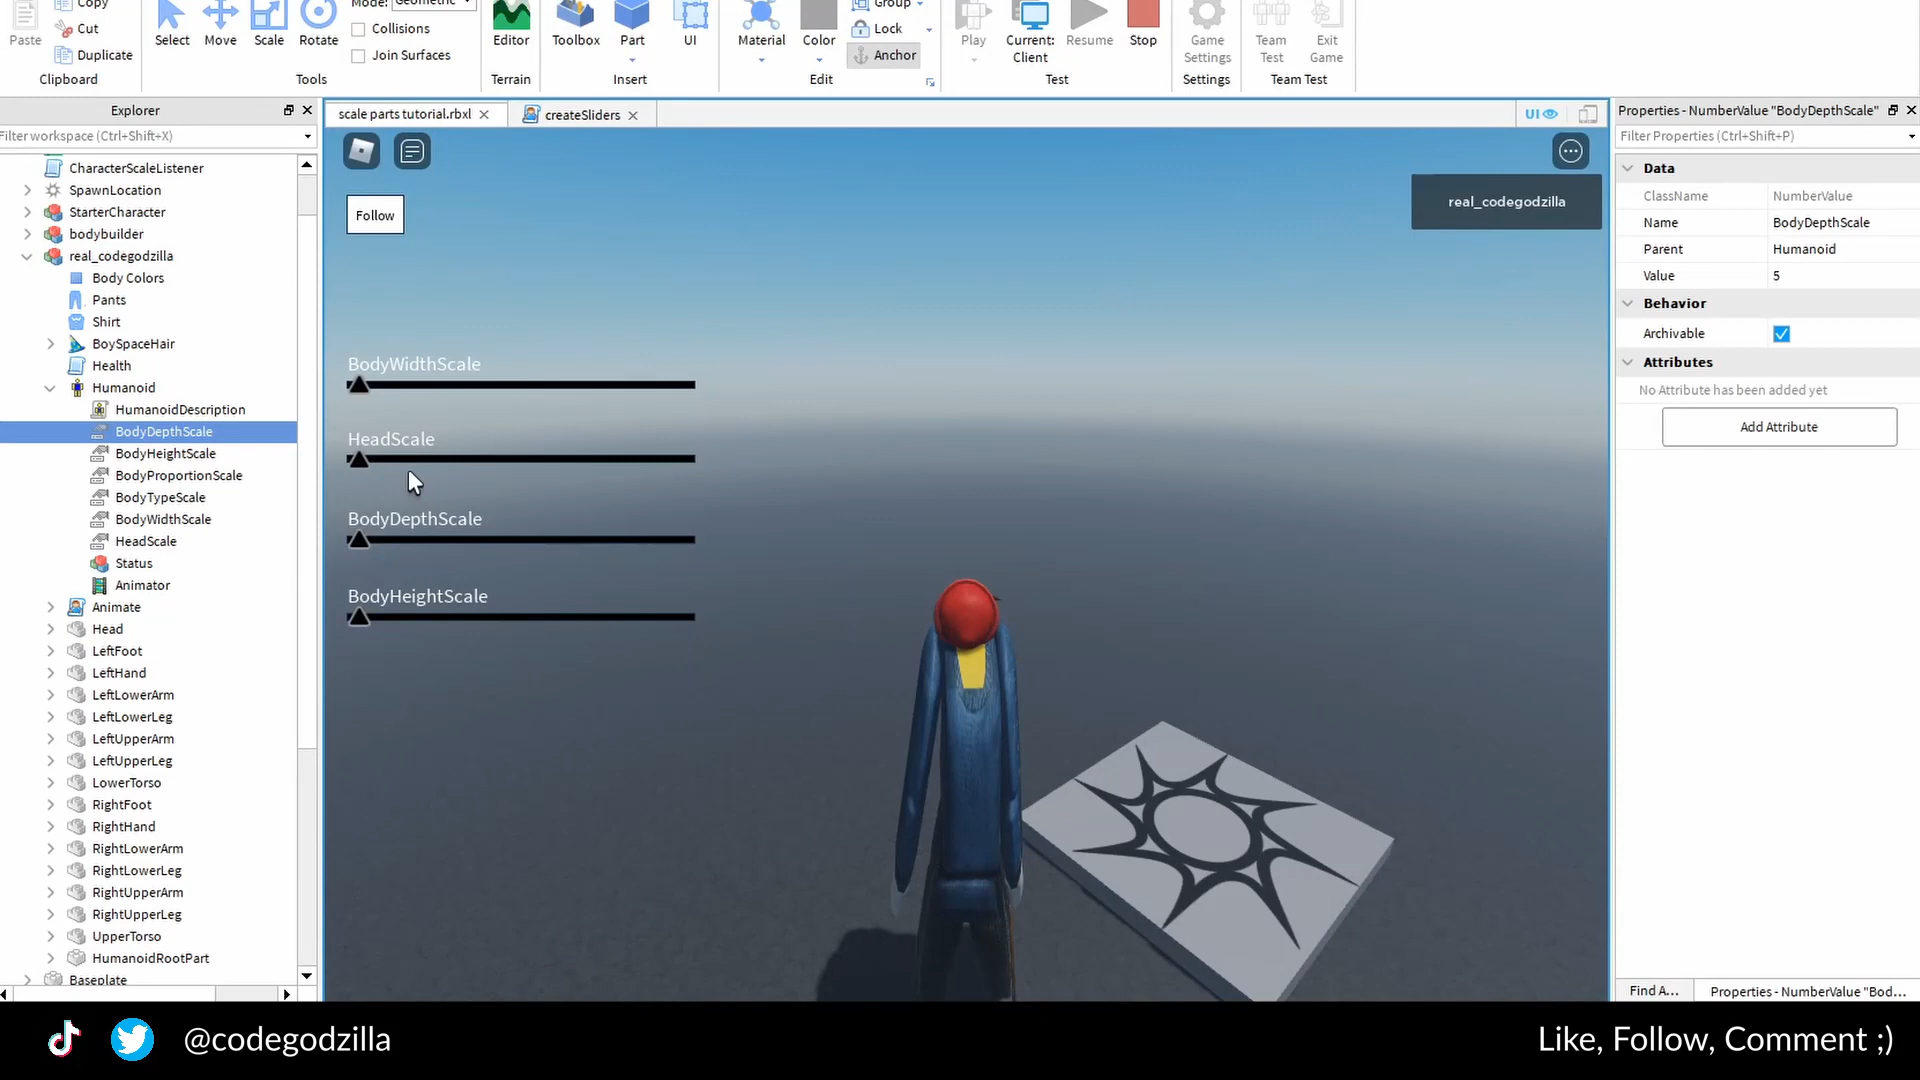 Copy
Mode: Geometric
Group
Paste
Cut
Select
Move
Scale
Rotate
Collisions
Editor
Toolbox
Part
UI
Material
Color
Lock
Play
Current:
Client
Resume
Stop
Game
Settings
Team
Test
Exit
Game
Duplicate
Join Surfaces
Anchor
Clipboard
Tools
Terrain
Insert
Edit
Test
Settings
Team Test
Explorer
scale parts tutorial.rbxl
createSliders
UI
Properties - NumberValue "BodyDepthScale"
Filter workspace (Ctrl+Shift+X)
Filter Properties (Ctrl+Shift+P)
CharacterScaleListener
SpawnLocation
StarterCharacter
bodybuilder
real_codegodzilla
Body Colors
Pants
Shirt
BoySpaceHair
Health
Humanoid
HumanoidDescription
BodyDepthScale
BodyHeightScale
BodyProportionScale
BodyTypeScale
BodyWidthScale
HeadScale
Status
Animator
Animate
Head
LeftFoot
LeftHand
LeftLowerArm
LeftLowerLeg
LeftUpperArm
LeftUpperLeg
LowerTorso
RightFoot
RightHand
RightLowerArm
RightLowerLeg
RightUpperArm
RightUpperLeg
UpperTorso
HumanoidRootPart
Baseplate
Follow
real_codegodzilla
BodyWidthScale
HeadScale
BodyDepthScale
BodyHeightScale
Data
ClassName NumberValue
Name BodyDepthScale
Parent Humanoid
Value 5
Behavior
Archivable
Attributes
No Attribute has been added yet
Add Attribute
Find A...
Properties - NumberValue "Bod...
@codegodzilla
Like, Follow, Comment ;)